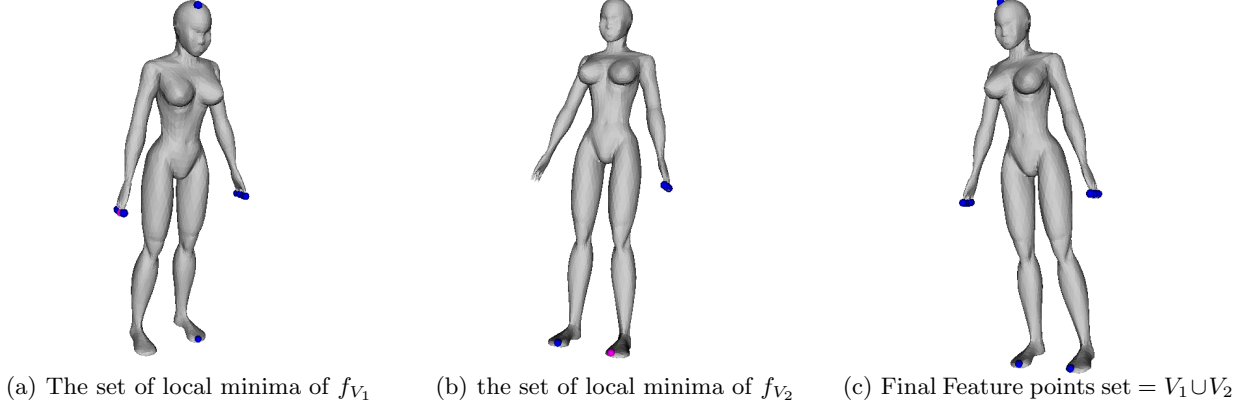 (a) The set of local minima of f_{V_1}
(b) the set of local minima of f_{V_2}
(c) Final Feature points set = V_1 ∪ V_2